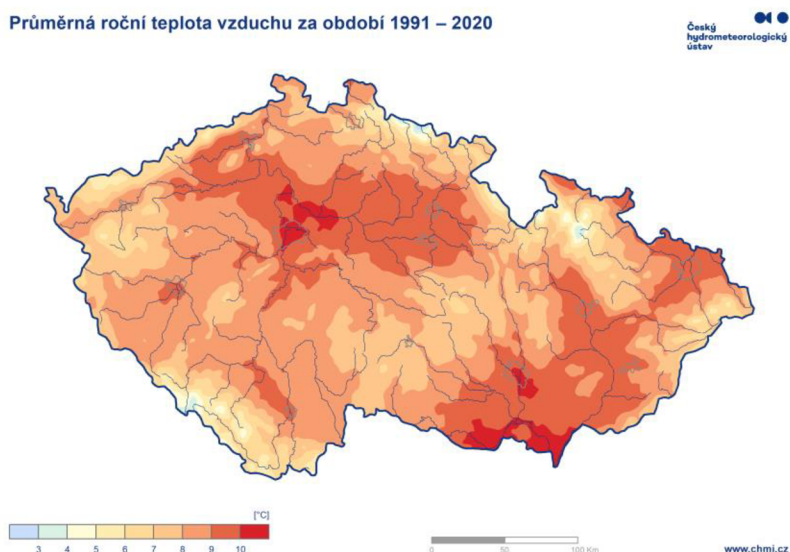 Průměrná roční teplota vzduchu za období 1991 – 2020
Český
hydrometeorologický
ústav
[°C]
3 4 5 6 7 8 9 10
0 50 100 Km
www.chmi.cz